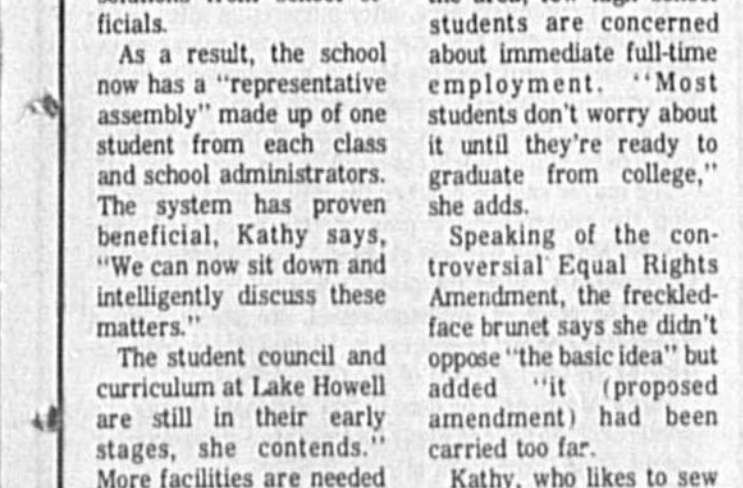 solutions from school of-
ficials.
As a result, the school
now has a "representative
assembly" made up of one
student from each class
and school administrators.
The system has proven
beneficial, Kathy says,
"We can now sit down and
intelligently discuss these
matters."
The student council and
curriculum at Lake Howell
are still in their early
stages, she contends."
More facilities are needed
students are concerned
about immediate full-time
employment. "Most
students don't worry about
it until they're ready to
graduate from college,"
she adds.
Speaking of the con-
troversial Equal Rights
Amendment, the freckled-
face brunet says she didn't
oppose "the basic idea" but
added "it (proposed
amendment) had been
carried too far.
Kathy, who likes to sew